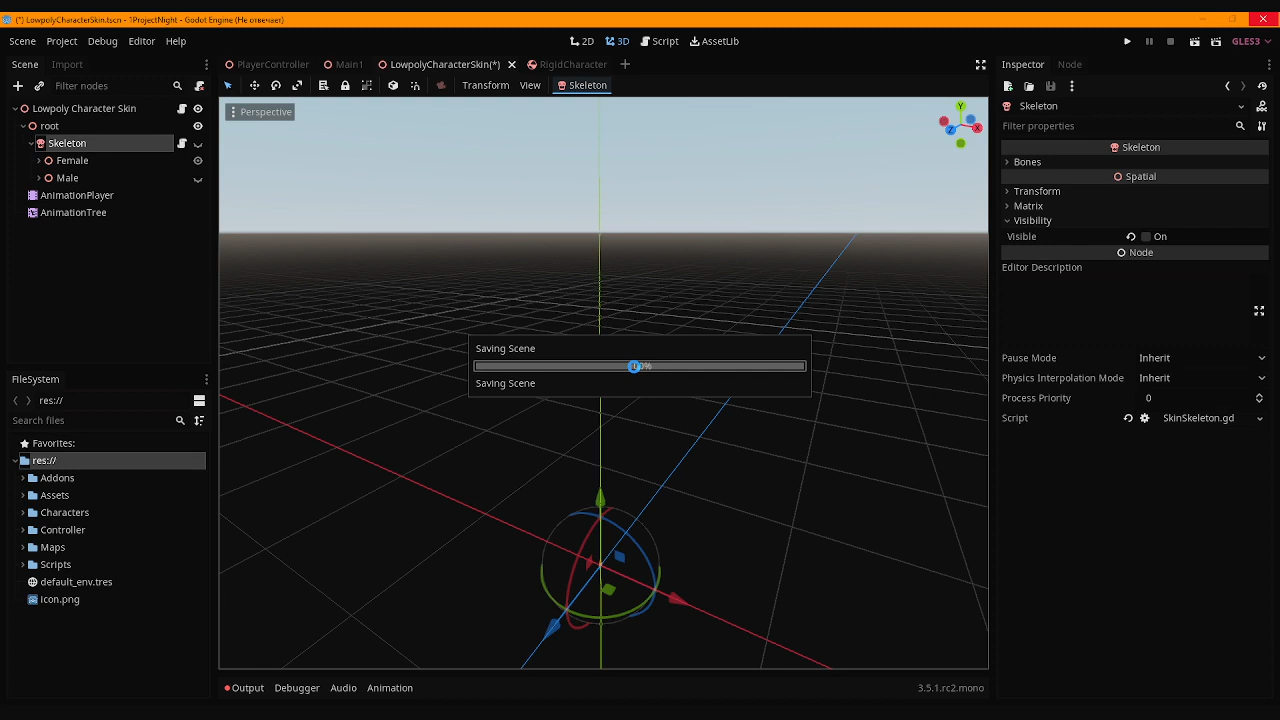 (*) LowpolyCharacterSkin.tscn - 1ProjectNight - Godot Engine (Не отвечает)
Scene Project Debug Editor Help
2D 3D Script AssetLib
GLES3
Scene Import
PlayerController Main1 LowpolyCharacterSkin(*) RigidCharacter
Inspector Node
Filter nodes
Transform View Skeleton
Perspective
Y
X
Z
Lowpoly Character Skin
root
Skeleton
Female
Male
AnimationPlayer
AnimationTree
Saving Scene
Saving Scene
FileSystem
res://
Search files
Favorites:
res://
Addons
Assets
Characters
Controller
Maps
Scripts
default_env.tres
icon.png
Output Debugger Audio Animation
3.5.1.rc2.mono
Skeleton
Filter properties
Skeleton
Bones
Spatial
Transform
Matrix
Visibility
Visible On
Node
Editor Description
Pause Mode Inherit
Physics Interpolation Mode Inherit
Process Priority 0
Script SkinSkeleton.gd